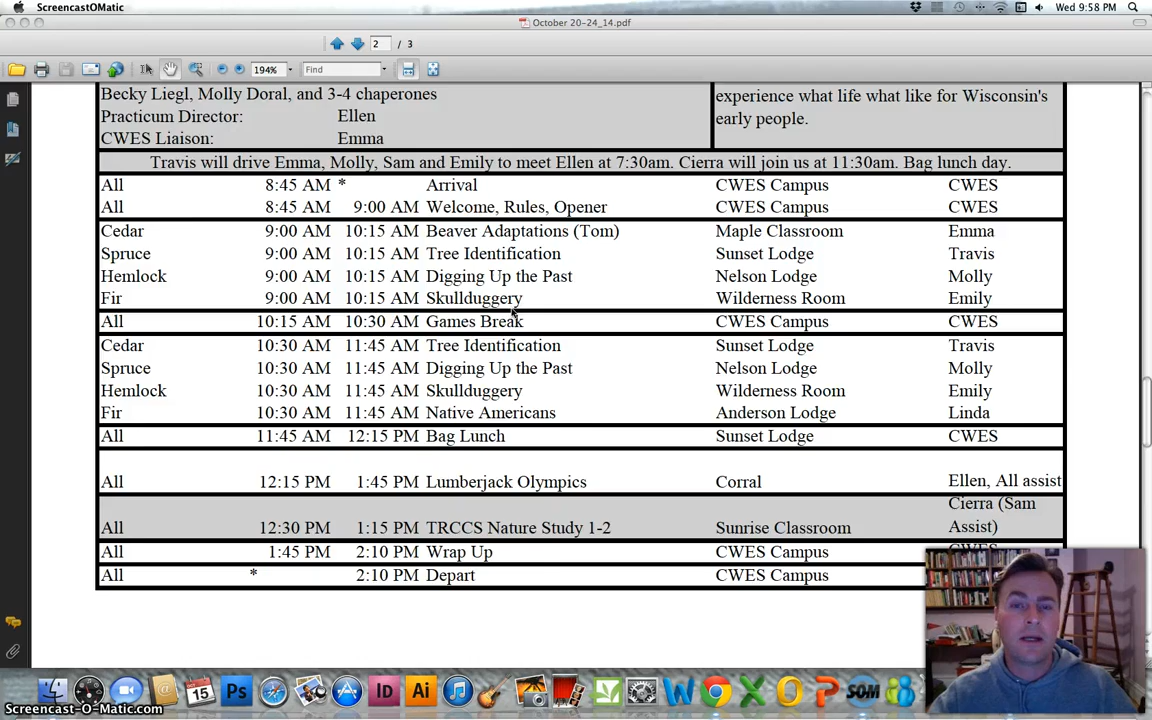 ScreencastOMatic
Wed 9:58 PM
October 20-24_14.pdf
2 / 3
194%
Find
Becky Liegl, Molly Doral, and 3-4 chaperones
Practicum Director: Ellen
CWES Liaison: Emma
experience what life what like for Wisconsin's
early people.
Travis will drive Emma, Molly, Sam and Emily to meet Ellen at 7:30am. Cierra will join us at 11:30am. Bag lunch day.
All 8:45 AM * Arrival CWES Campus CWES
All 8:45 AM 9:00 AM Welcome, Rules, Opener CWES Campus CWES
Cedar 9:00 AM 10:15 AM Beaver Adaptations (Tom) Maple Classroom Emma
Spruce 9:00 AM 10:15 AM Tree Identification Sunset Lodge Travis
Hemlock 9:00 AM 10:15 AM Digging Up the Past Nelson Lodge Molly
Fir 9:00 AM 10:15 AM Skullduggery Wilderness Room Emily
All 10:15 AM 10:30 AM Games Break CWES Campus CWES
Cedar 10:30 AM 11:45 AM Tree Identification Sunset Lodge Travis
Spruce 10:30 AM 11:45 AM Digging Up the Past Nelson Lodge Molly
Hemlock 10:30 AM 11:45 AM Skullduggery Wilderness Room Emily
Fir 10:30 AM 11:45 AM Native Americans Anderson Lodge Linda
All 11:45 AM 12:15 PM Bag Lunch Sunset Lodge CWES
All 12:15 PM 1:45 PM Lumberjack Olympics Corral Ellen, All assist
Cierra (Sam
All 12:30 PM 1:15 PM TRCCS Nature Study 1-2 Sunrise Classroom Assist)
All 1:45 PM 2:10 PM Wrap Up CWES Campus CWES
All * 2:10 PM Depart CWES Campus
OCT
15
Ps
ID
Ai
SOM
Screencast-O-Matic.com